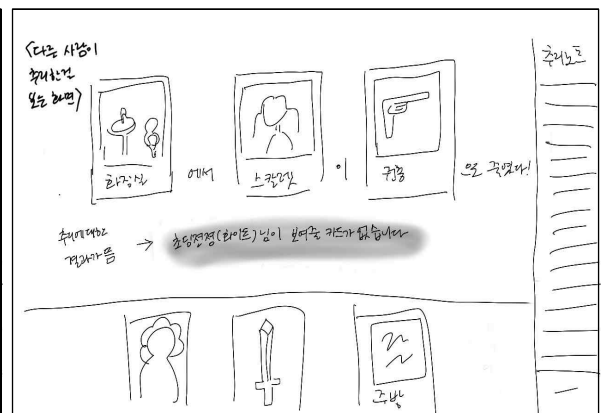 <다른 사람이
추리한걸
보는 화면>
추리노트
화장실 에서 스칼렛 이 권총 으로 죽였다!
추리에 대한
결과가 뜸 → 초딩전정(화이트)님이 보여줄 카드가 없습니다
주방